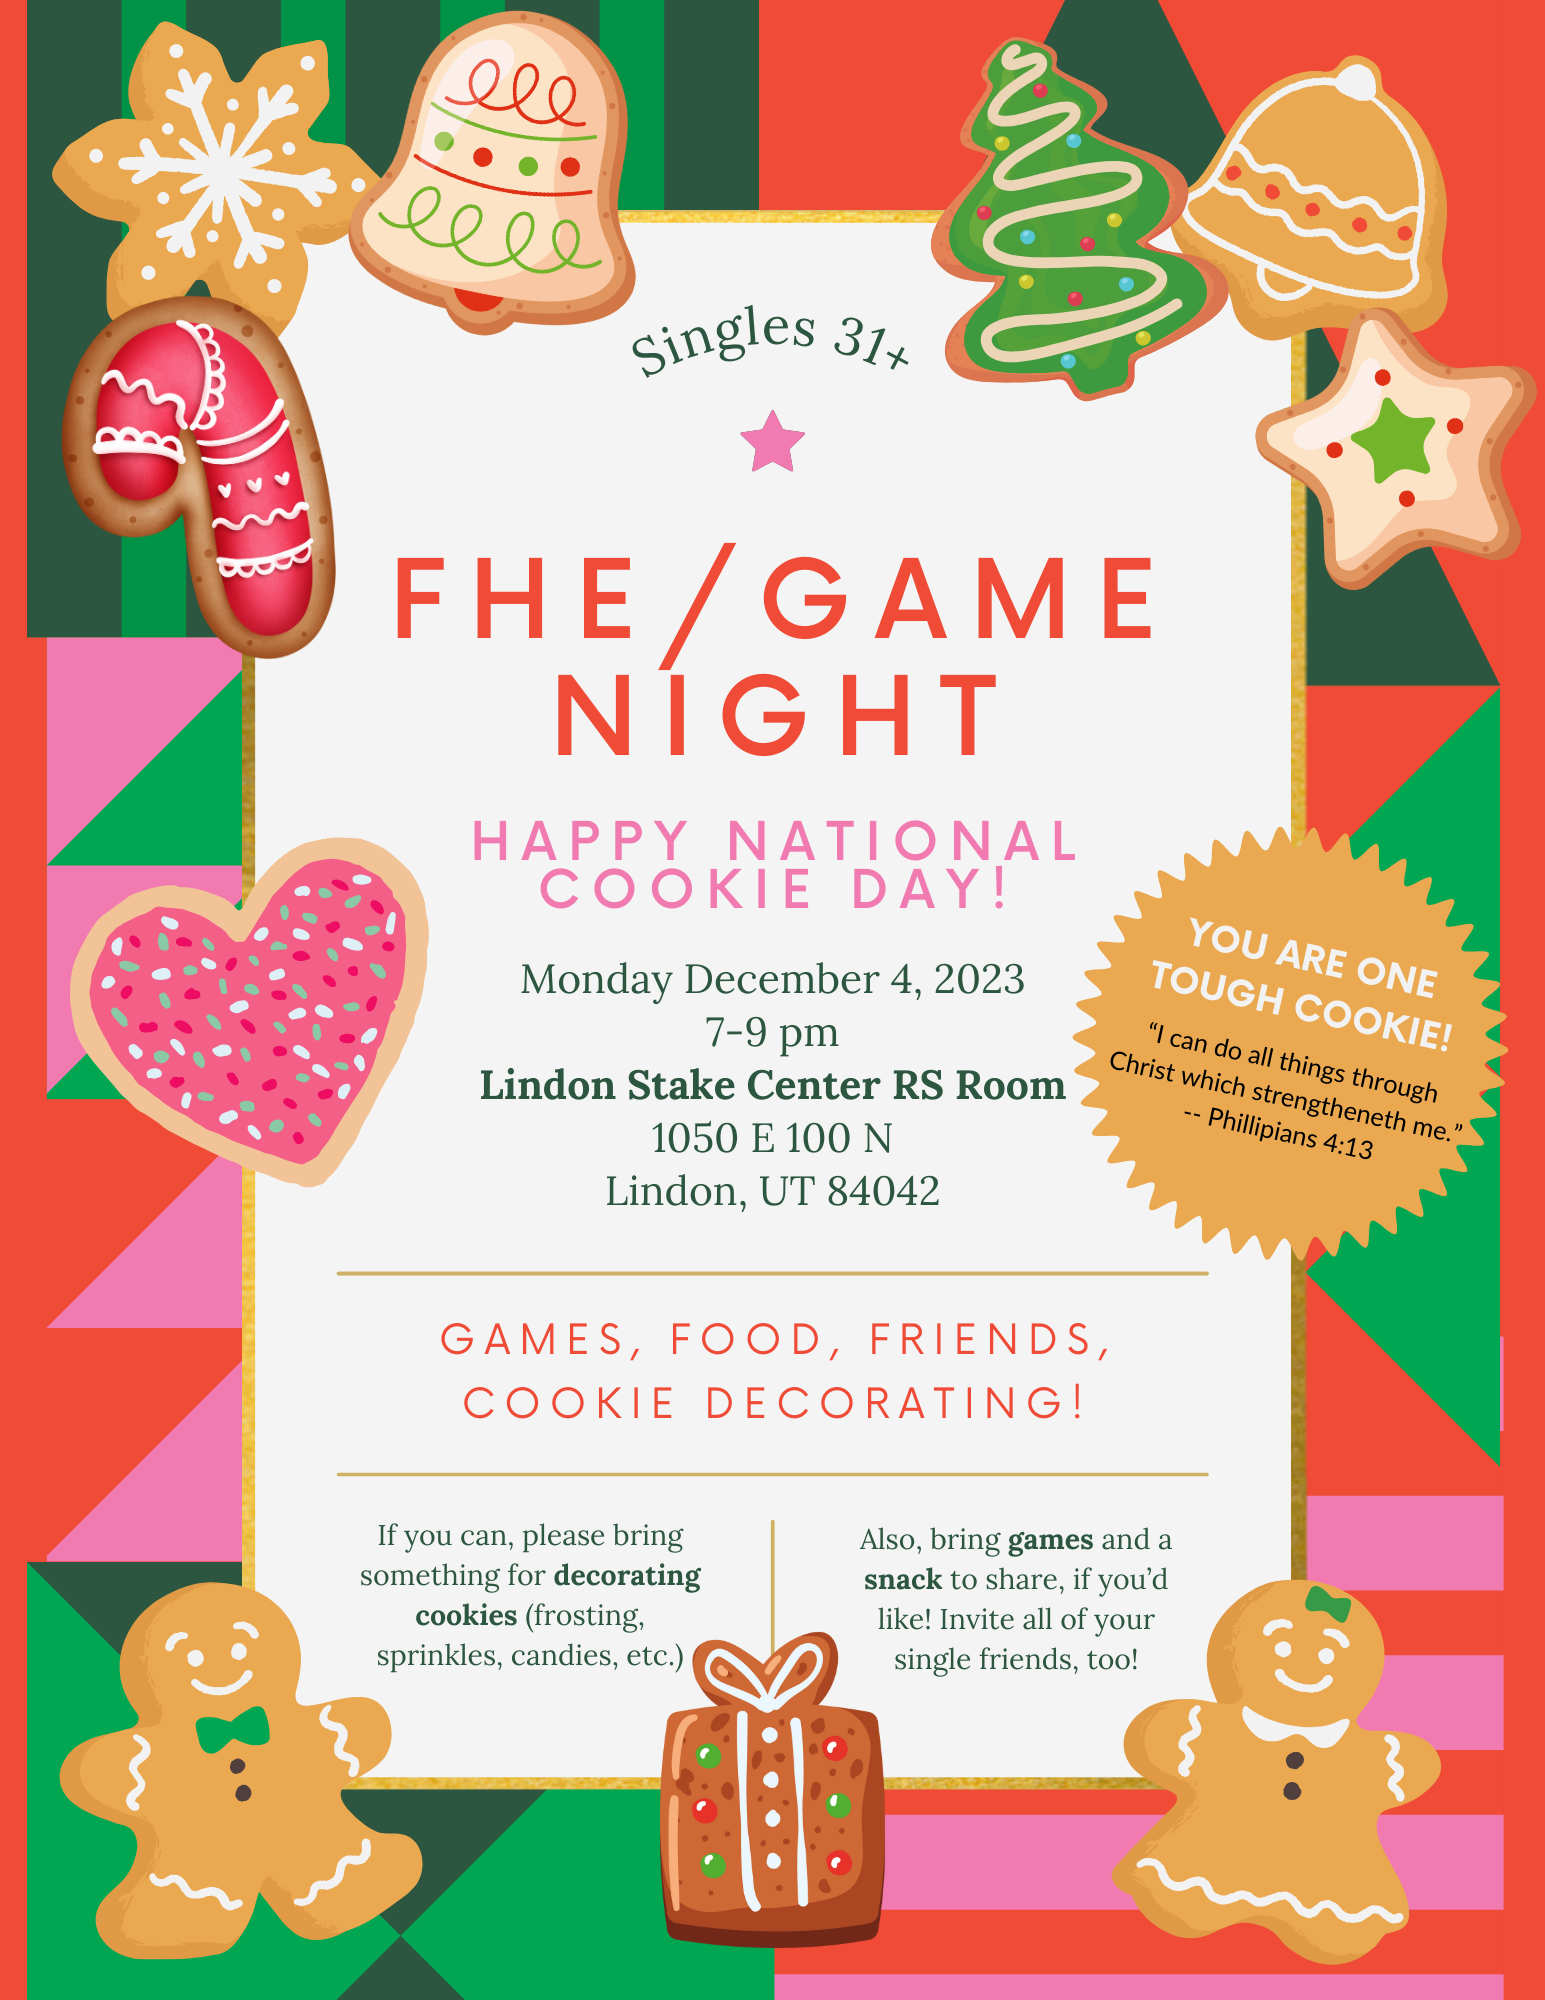 Singles 31+
FHE/GAME
NIGHT
HAPPY NATIONAL
COOKIE DAY!
Monday December 4, 2023
7-9 pm
Lindon Stake Center RS Room
1050 E 100 N
Lindon, UT 84042
YOU ARE ONE
TOUGH COOKIE!
“I can do all things through
Christ which strengtheneth me.”
-- Phillipians 4:13
GAMES, FOOD, FRIENDS,
COOKIE DECORATING!
If you can, please bring
something for decorating
cookies (frosting,
sprinkles, candies, etc.)
Also, bring games and a
snack to share, if you’d
like! Invite all of your
single friends, too!